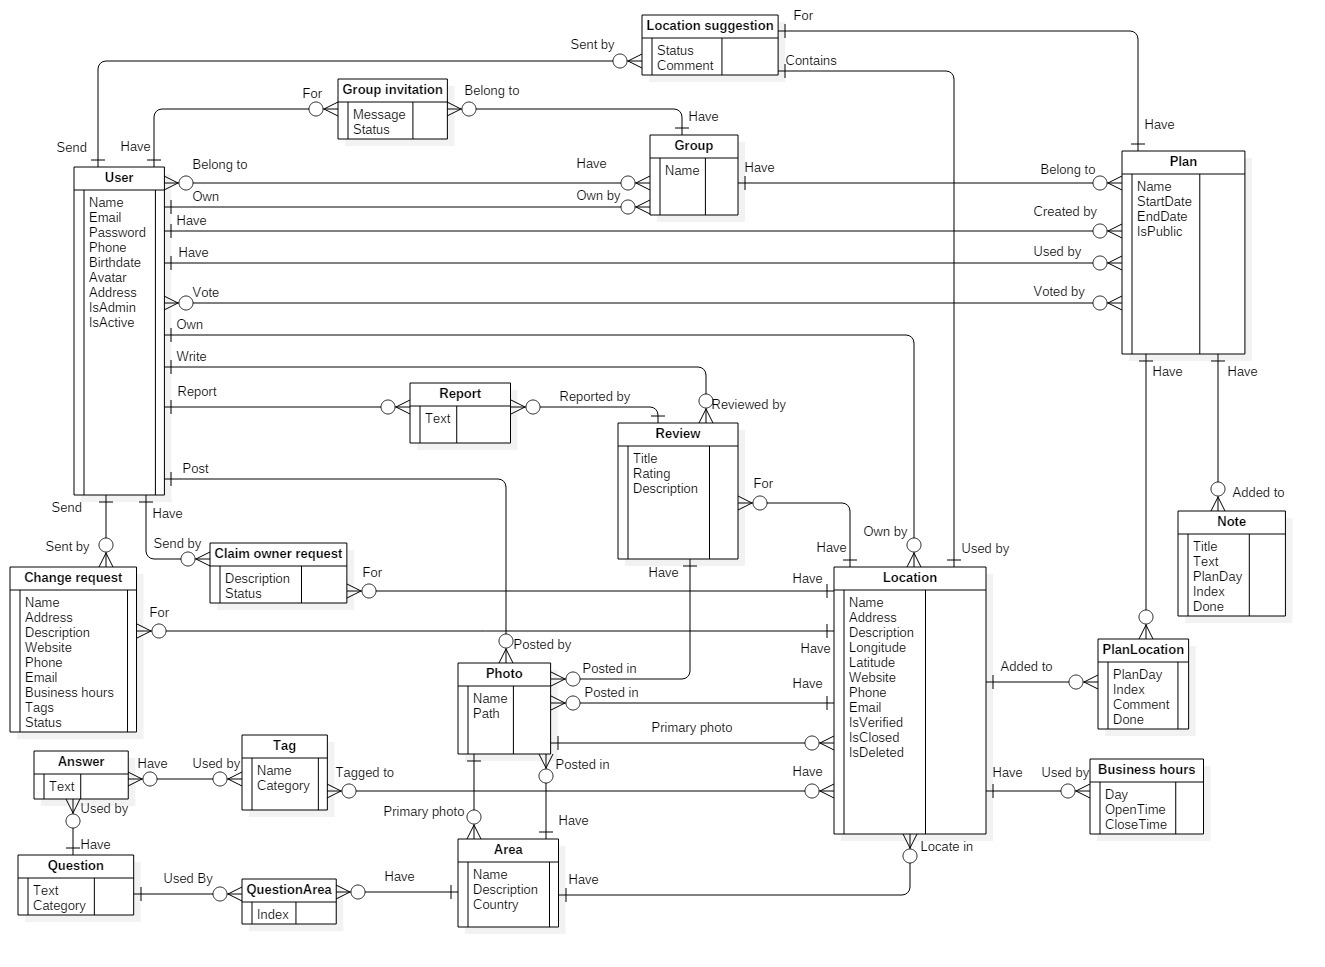 For
Location suggestion
Sent by
Status
Comment
Contains
Group invitation
For
Belong to
Message
Status
Have
Send
Have
Have
Group
Name
User
Belong to
Have
Have
Belong to
Plan
Own
Own by
Have
Created by
Have
Used by
Vote
Voted by
Name
Email
Password
Phone
Birthdate
Avatar
Address
IsAdmin
IsActive
Name
StartDate
EndDate
IsPublic
Own
Write
Have
Have
Report
Report
Text
Reported by
Reviewed by
Review
Title
Rating
Description
Post
For
Added to
Note
Title
Text
PlanDay
Index
Done
Send
Have
Sent by
Send by
Claim owner request
Description
Status
For
Have
Own by
Have
Used by
Have
Change request
Name
Address
Description
Website
Phone
Email
Business hours
Tags
Status
For
Location
Name
Address
Description
Longitude
Latitude
Website
Phone
Email
IsVerified
IsClosed
IsDeleted
Have
Posted by
Photo
Name
Path
Posted in
Posted in
Have
Added to
PlanLocation
PlanDay
Index
Comment
Done
Primary photo
Posted in
Answer
Text
Have
Used by
Tag
Name
Category
Tagged to
Have
Have
Used by
Business hours
Day
OpenTime
CloseTime
Used by
Primary photo
Have
Have
Question
Text
Category
Used By
QuestionArea
Index
Have
Area
Name
Description
Country
Have
Locate in